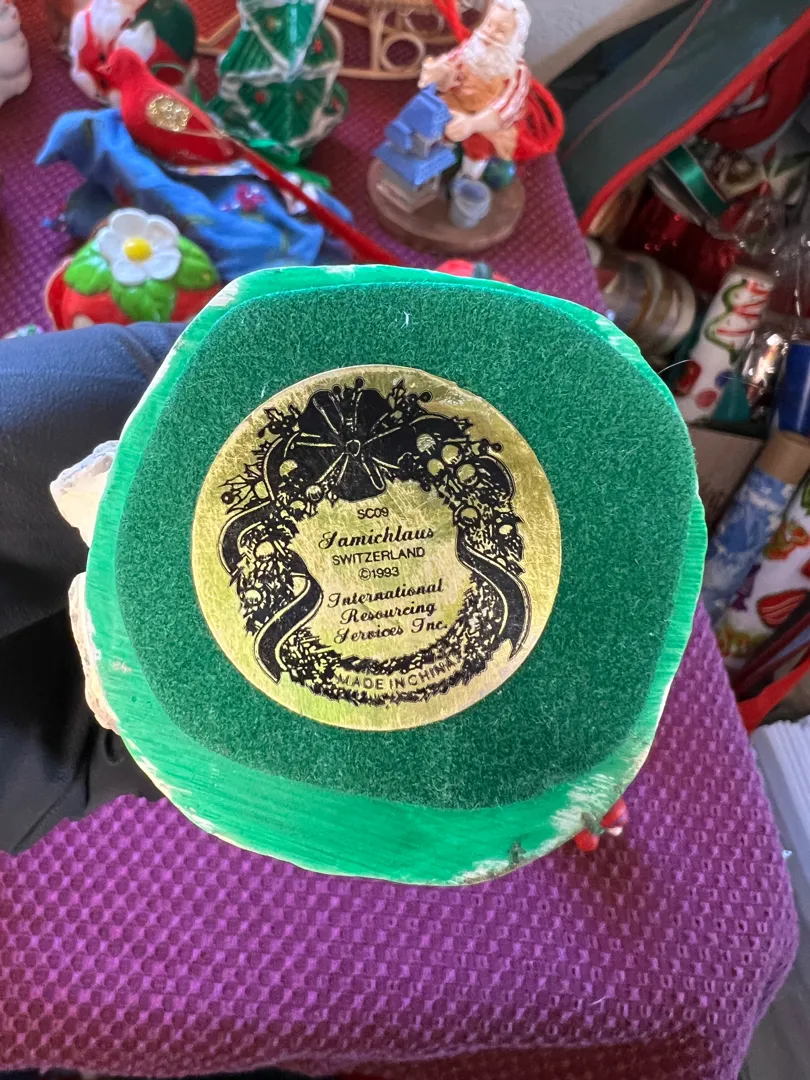 SC09
Samichlaus
SWITZERLAND
©1993
International
Resourcing
Services Inc.
MADE IN CHINA